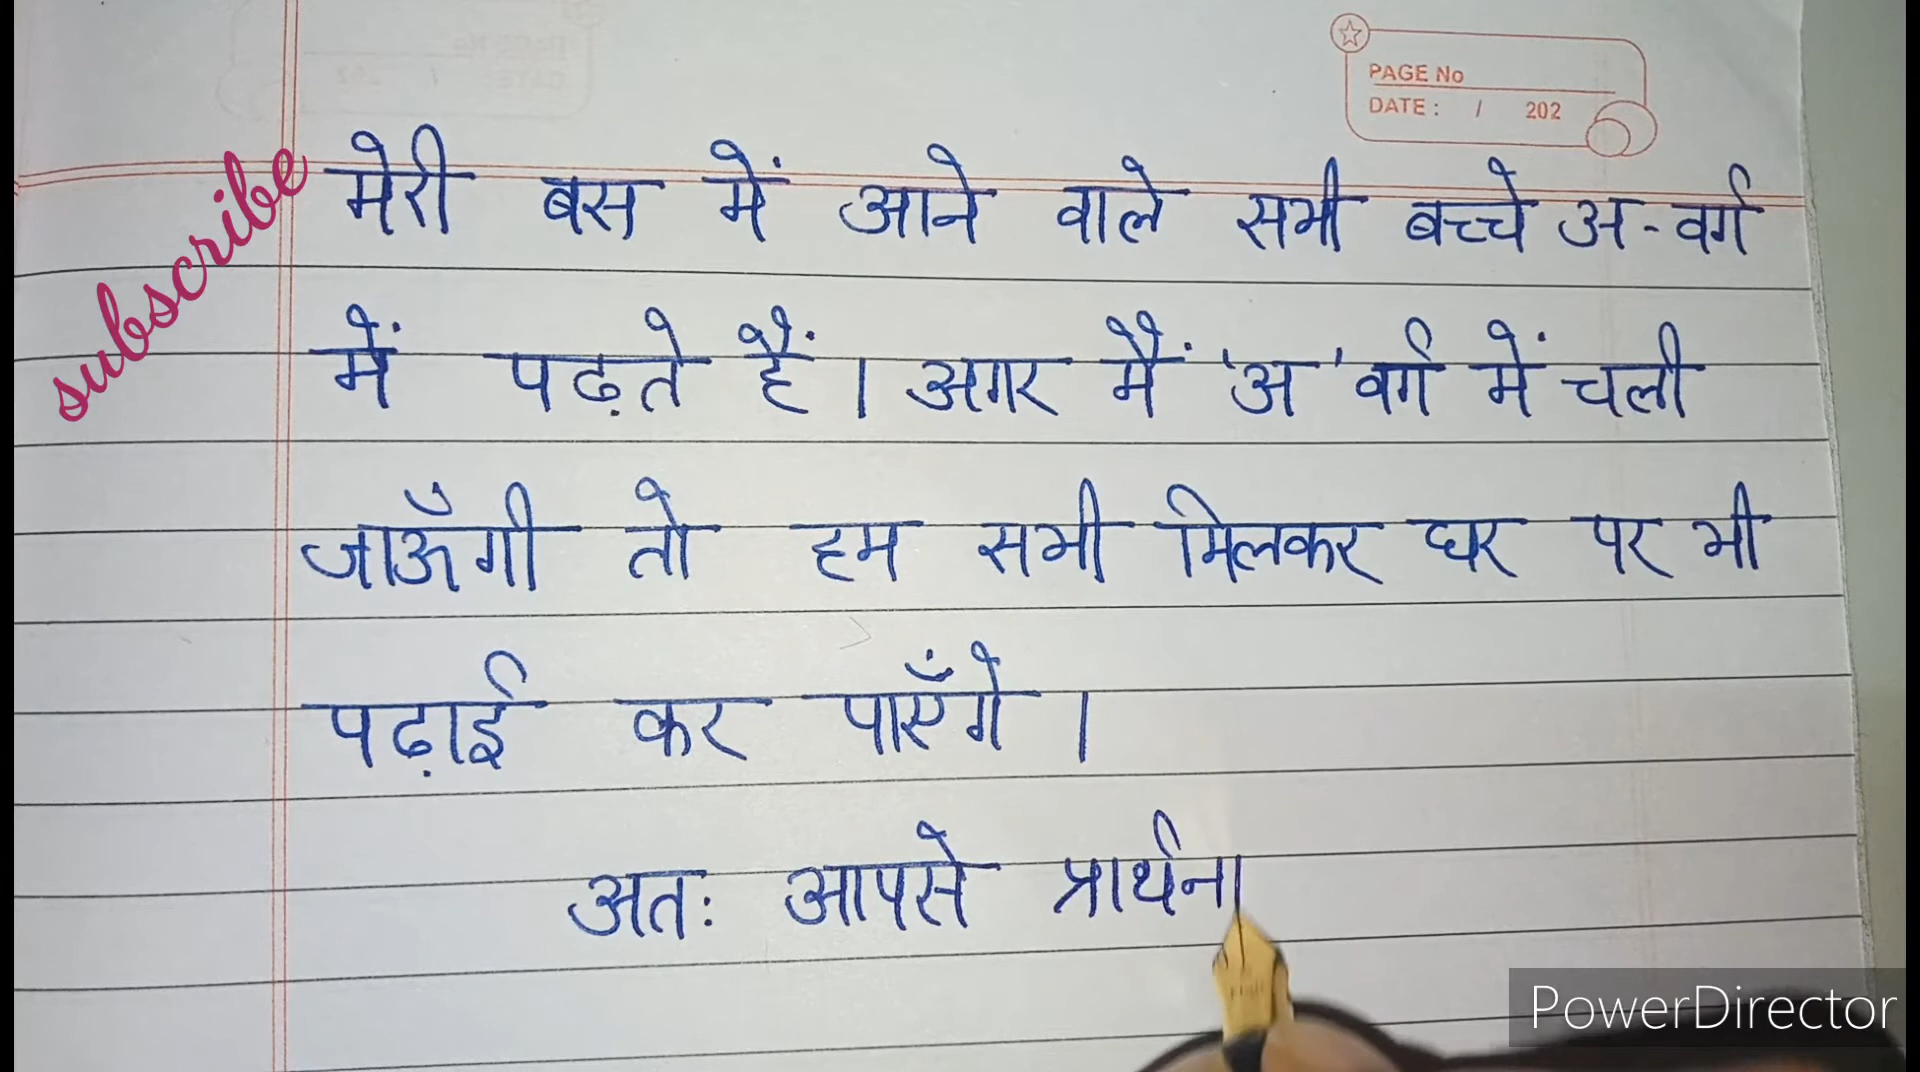 PAGE No
DATE : / 202
subscribe
मेरी बस में आने वाले सभी बच्चे अ-वर्ग
में पढ़ते हैं । अगर मैं 'अ' वर्ग में चली
जाऊँगी तो हम सभी मिलकर घर पर भी
पढ़ाई कर पाएँगे ।
अतः आपसे प्रार्थना
PowerDirector